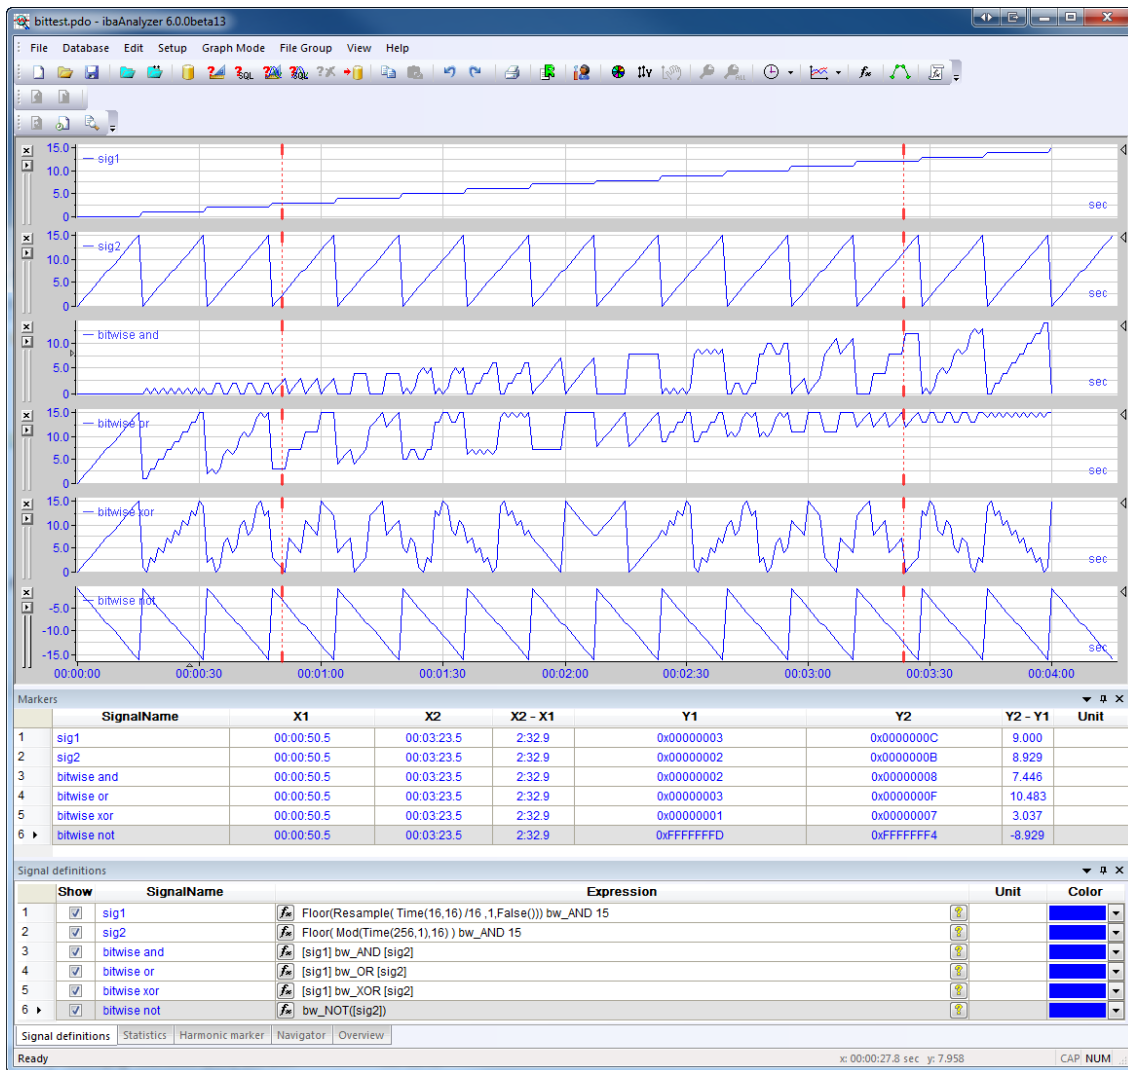 bittest.pdo - ibaAnalyzer 6.0.0beta13
File Database Edit Setup Graph Mode File Group View Help
15.0
10.0
5.0
0
sig1
sec
15.0
10.0
5.0
0
sig2
sec
10.0
5.0
0
bitwise and
sec
15.0
10.0
5.0
0
bitwise or
sec
15.0
10.0
5.0
0
bitwise xor
sec
-5.0
-10.0
-15.0
bitwise not
sec
00:00:00 00:00:30 00:01:00 00:01:30 00:02:00 00:02:30 00:03:00 00:03:30 00:04:00
Markers
SignalName X1 X2 X2 - X1 Y1 Y2 Y2 - Y1 Unit
1 sig1 00:00:50.5 00:03:23.5 2:32.9 0x00000003 0x0000000C 9.000
2 sig2 00:00:50.5 00:03:23.5 2:32.9 0x00000002 0x0000000B 8.929
3 bitwise and 00:00:50.5 00:03:23.5 2:32.9 0x00000002 0x00000008 7.446
4 bitwise or 00:00:50.5 00:03:23.5 2:32.9 0x00000003 0x0000000F 10.483
5 bitwise xor 00:00:50.5 00:03:23.5 2:32.9 0x00000001 0x00000007 3.037
6 bitwise not 00:00:50.5 00:03:23.5 2:32.9 0xFFFFFFFD 0xFFFFFFF4 -8.929
Signal definitions
Show SignalName Expression Unit Color
1 sig1 fx Floor(Resample( Time(16,16) /16 ,1,False())) bw_AND 15 ?
2 sig2 fx Floor( Mod(Time(256,1),16) ) bw_AND 15 ?
3 bitwise and fx [sig1] bw_AND [sig2] ?
4 bitwise or fx [sig1] bw_OR [sig2] ?
5 bitwise xor fx [sig1] bw_XOR [sig2] ?
6 bitwise not fx bw_NOT([sig2]) ?
Signal definitions Statistics Harmonic marker Navigator Overview
Ready x: 00:00:27.8 sec y: 7.958 CAP NUM